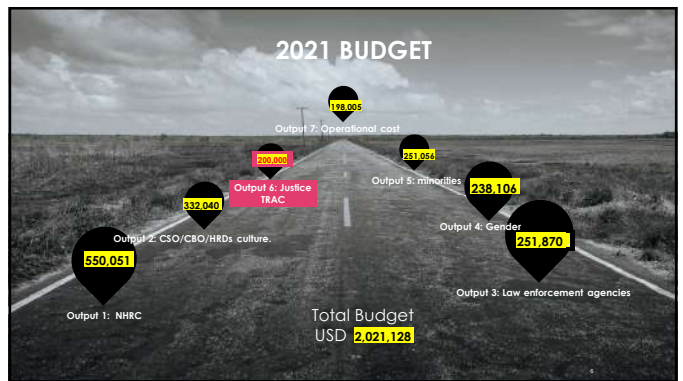 2021 BUDGET
198,005
Output 7: Operational cost
200,000
Output 6: Justice
TRAC
251,056
Output 5: minorities
332,040
Output 2: CSO/CBO/HRDs culture.
238,106
Output 4: Gender
550,051
Output 1: NHRC
251,870
Output 3: Law enforcement agencies
Total Budget
USD 2,021,128
6